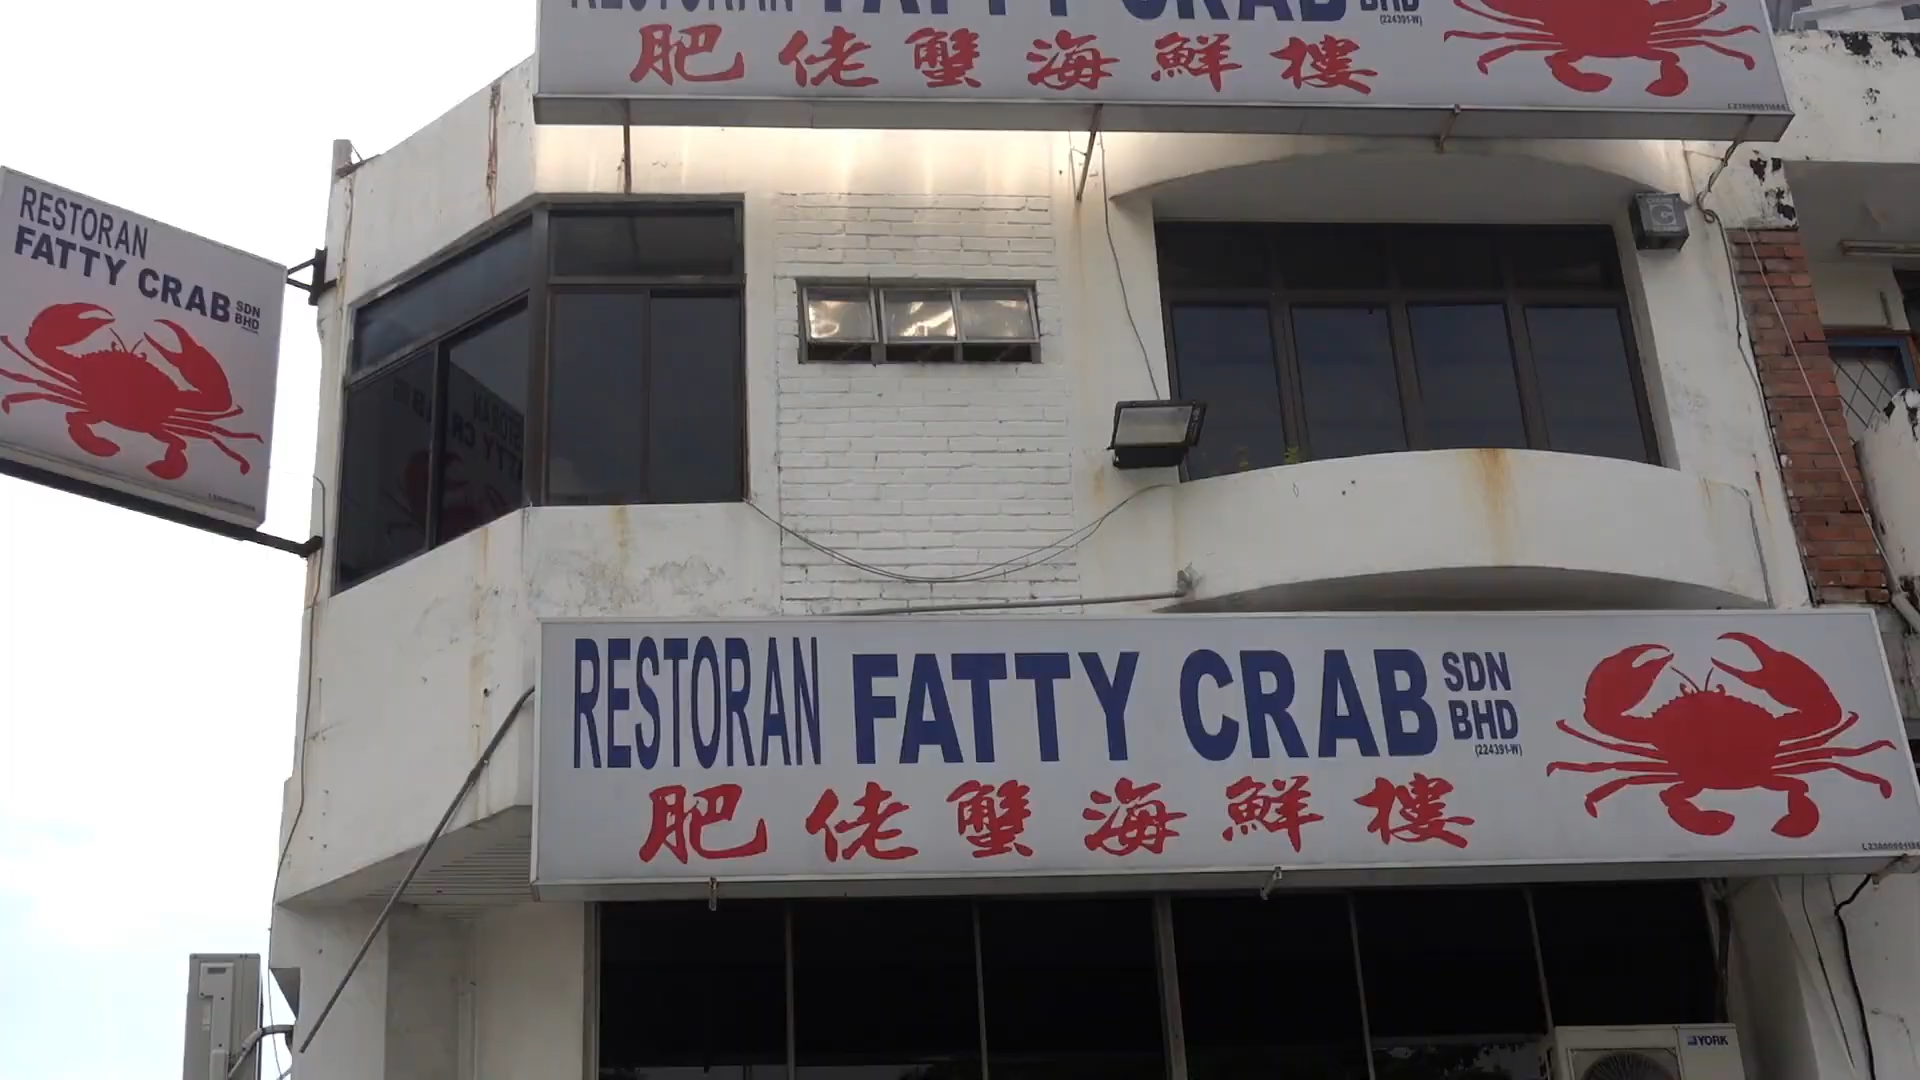 RESTORAN FATTY CRAB BHD
(224391-W)
肥佬蟹海鮮樓
RESTORAN
FATTY CRAB SDN BHD
RESTORAN FATTY CRAB SDN BHD
(224391-W)
肥佬蟹海鮮樓
YORK